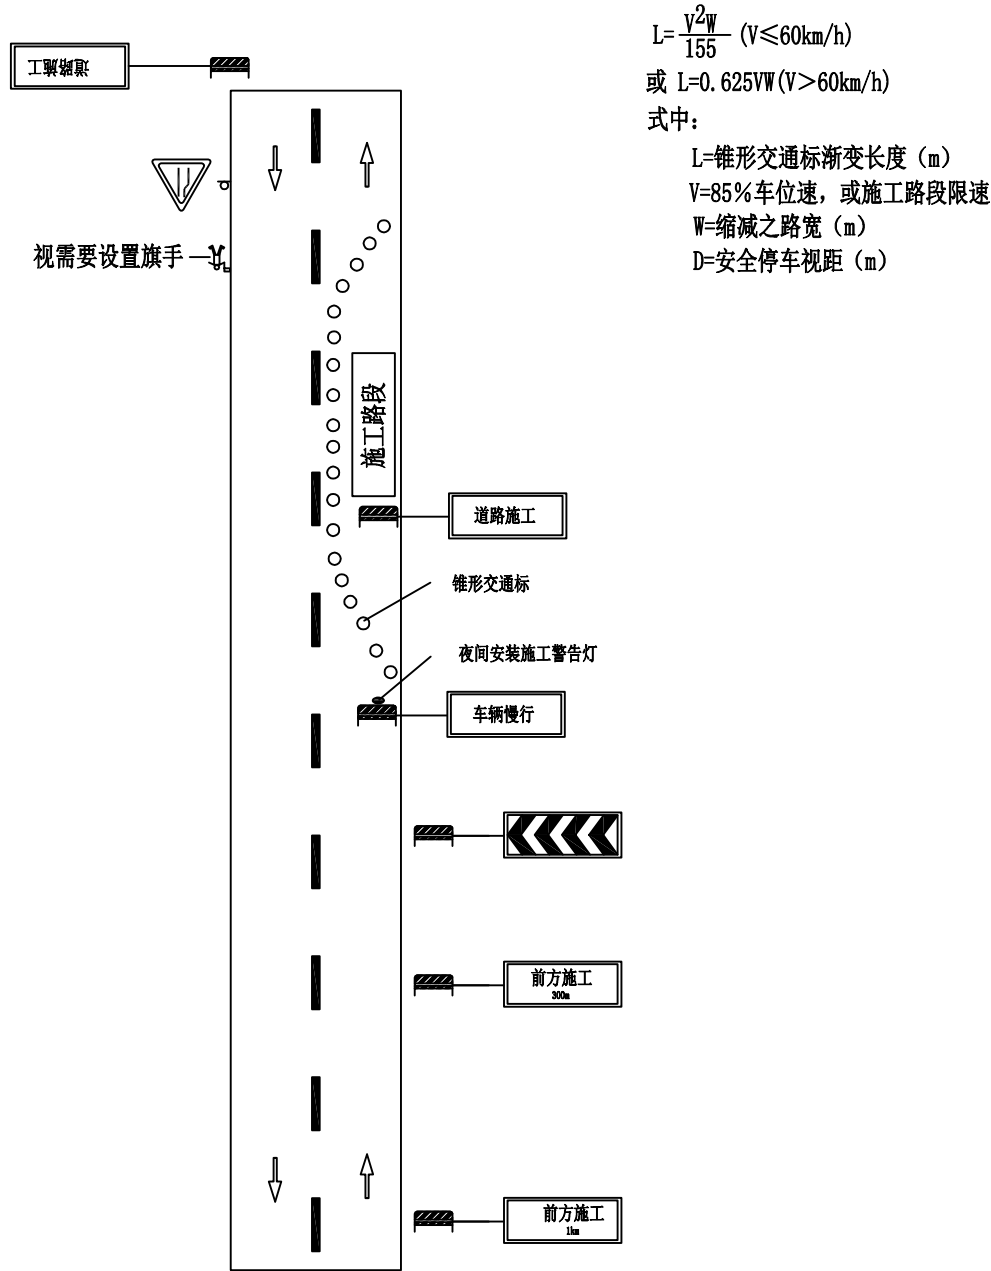 L=V²W/155 (V≤60km/h)
或 L=0.625VW(V>60km/h)
式中:
L=锥形交通标渐变长度（m）
V=85%车位速，或施工路段限速
W=缩减之路宽（m）
D=安全停车视距（m）
道路施工
视需要设置旗手
施工路段
道路施工
锥形交通标
夜间安装施工警告灯
车辆慢行
前方施工
300m
前方施工
1km